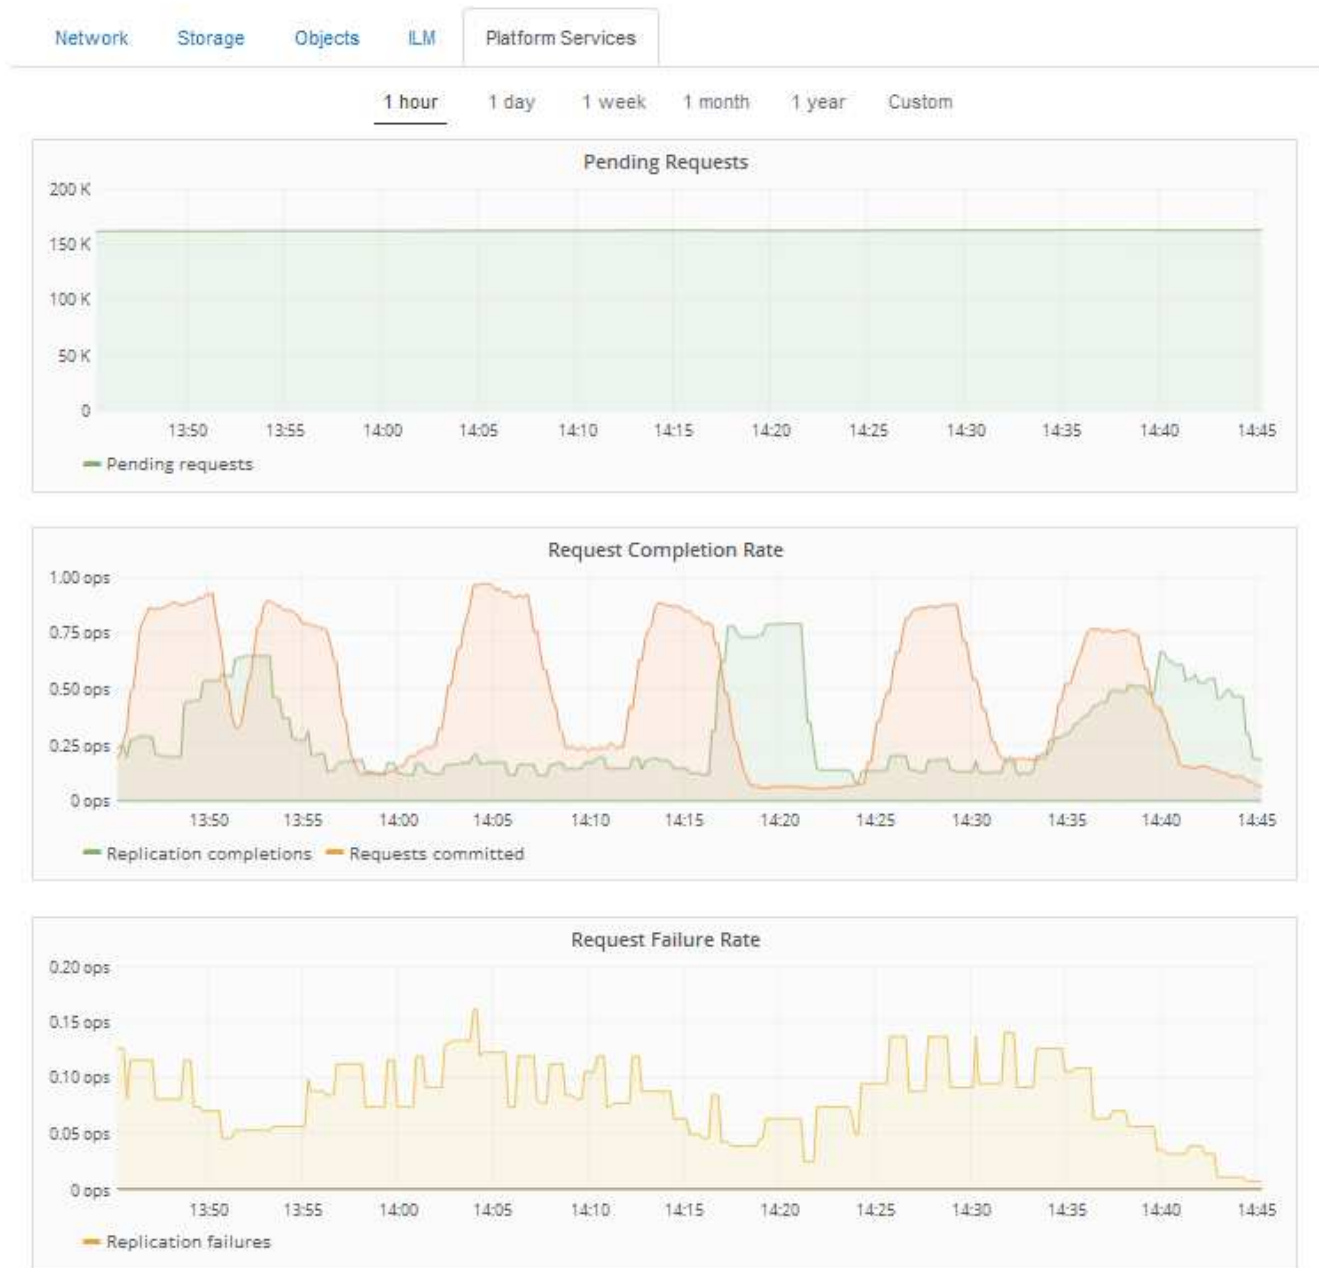 Network Storage Objects ILM Platform Services
1 hour 1 day 1 week 1 month 1 year Custom
Pending Requests
200 K
150 K
100 K
50 K
0
13:50 13:55 14:00 14:05 14:10 14:15 14:20 14:25 14:30 14:35 14:40 14:45
Pending requests
Request Completion Rate
1.00 ops
0.75 ops
0.50 ops
0.25 ops
0 ops
13:50 13:55 14:00 14:05 14:10 14:15 14:20 14:25 14:30 14:35 14:40 14:45
Replication completions Requests committed
Request Failure Rate
0.20 ops
0.15 ops
0.10 ops
0.05 ops
0 ops
13:50 13:55 14:00 14:05 14:10 14:15 14:20 14:25 14:30 14:35 14:40 14:45
Replication failures